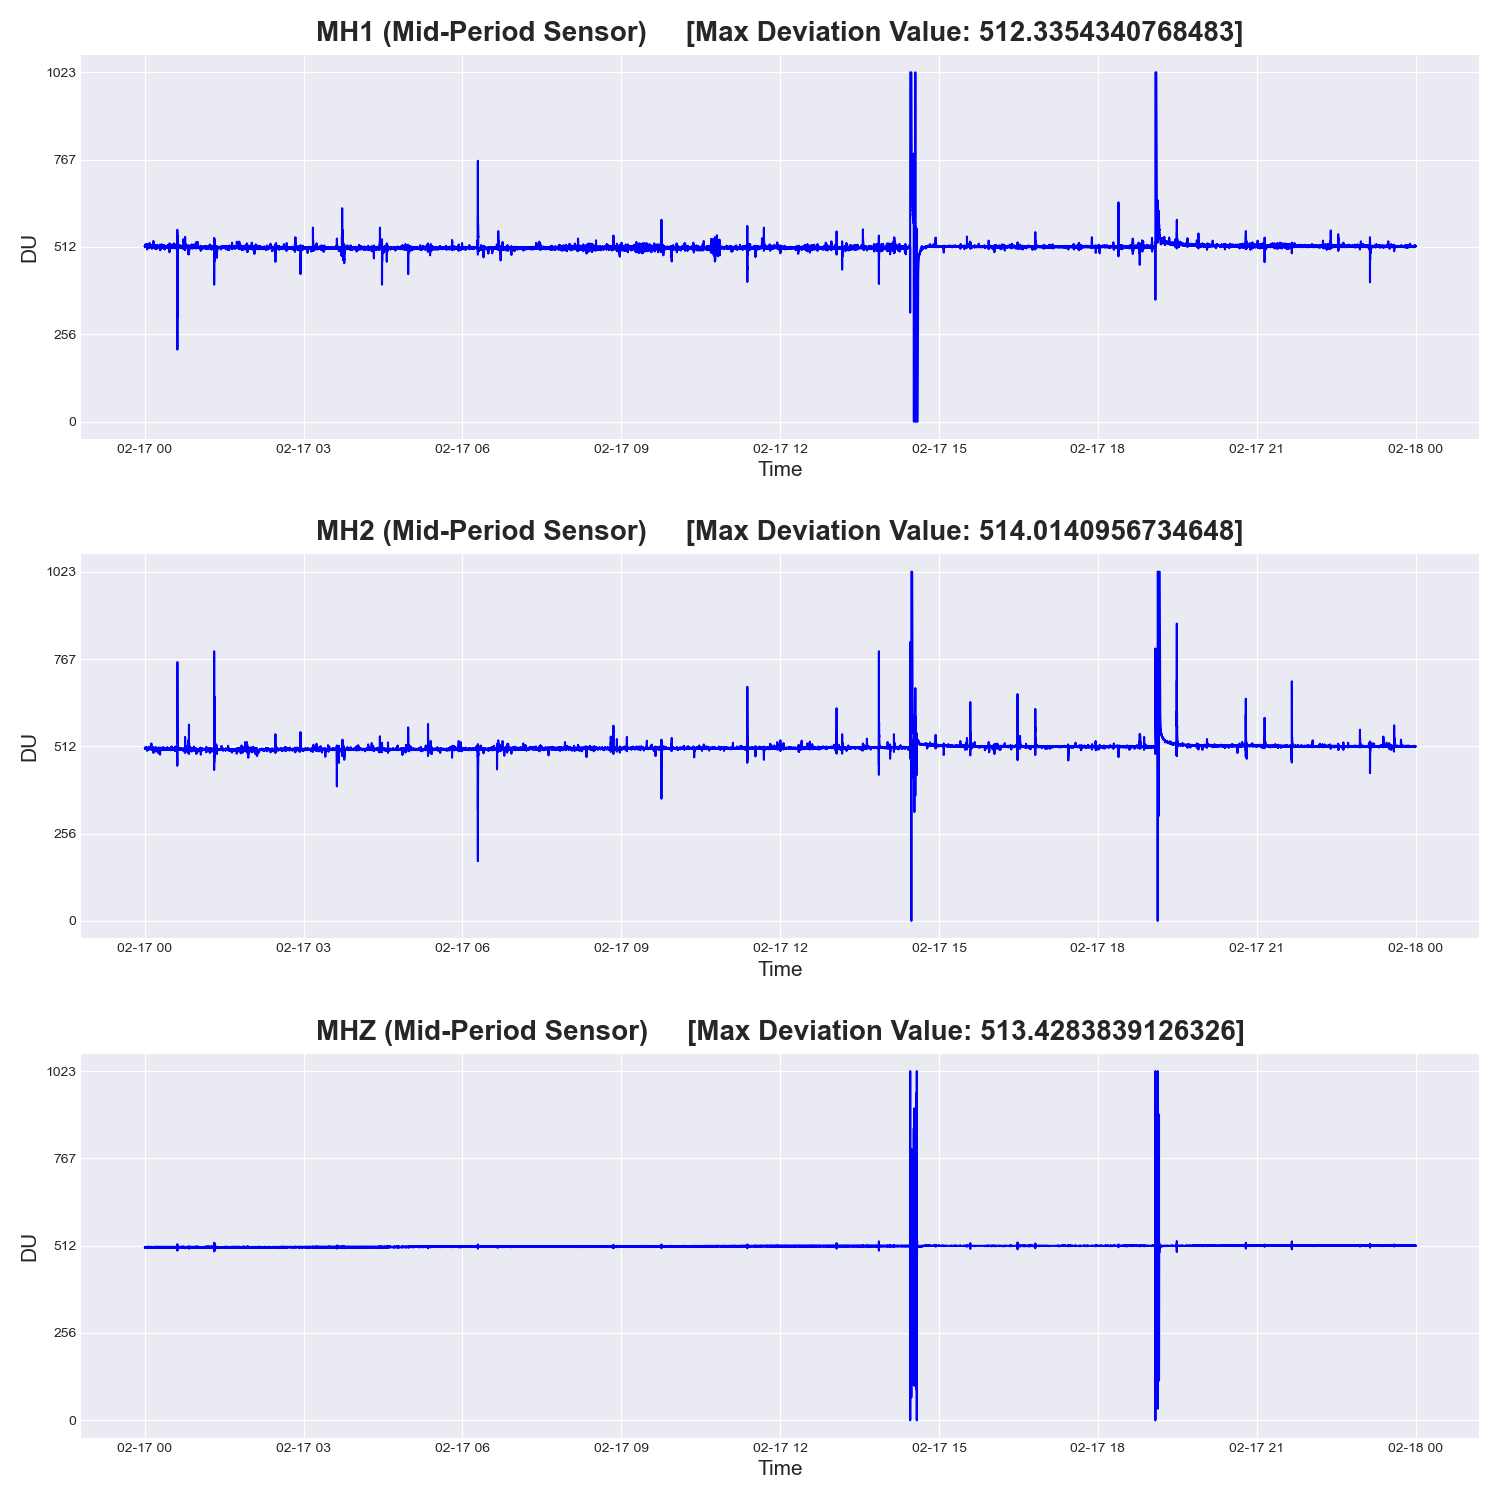 MH1 (Mid-Period Sensor) [Max Deviation Value: 512.3354340768483]
1023
767
512
256
0
DU
02-17 00 02-17 03 02-17 06 02-17 09 02-17 12 02-17 15 02-17 18 02-17 21 02-18 00
Time
MH2 (Mid-Period Sensor) [Max Deviation Value: 514.0140956734648]
1023
767
512
256
0
DU
02-17 00 02-17 03 02-17 06 02-17 09 02-17 12 02-17 15 02-17 18 02-17 21 02-18 00
Time
MHZ (Mid-Period Sensor) [Max Deviation Value: 513.4283839126326]
1023
767
512
256
0
DU
02-17 00 02-17 03 02-17 06 02-17 09 02-17 12 02-17 15 02-17 18 02-17 21 02-18 00
Time